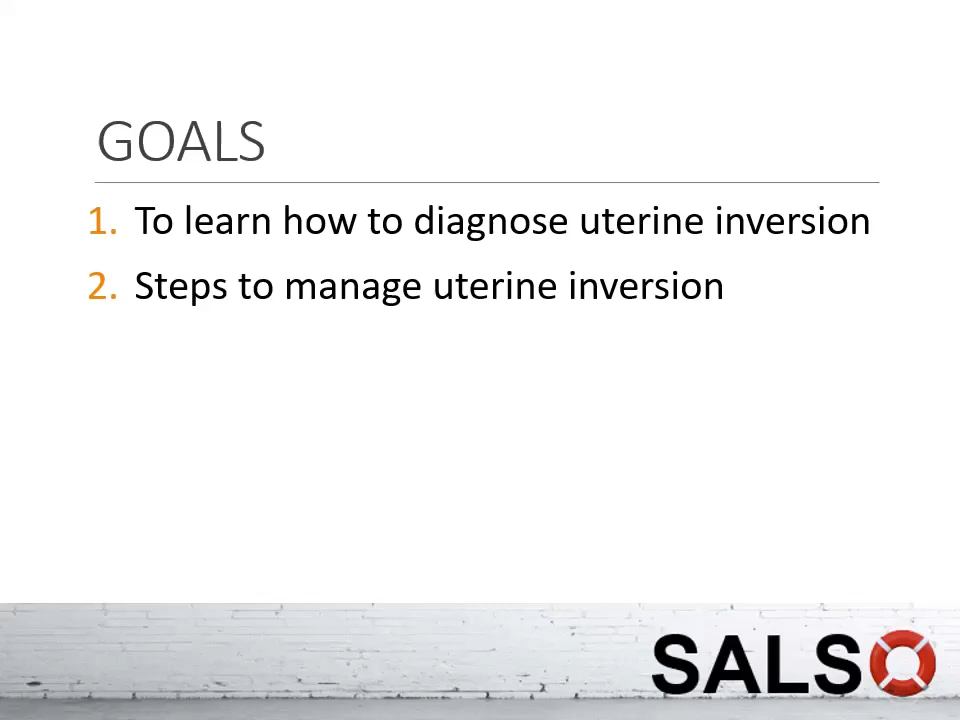 GOALS
1. To learn how to diagnose uterine inversion
2. Steps to manage uterine inversion
SALSO